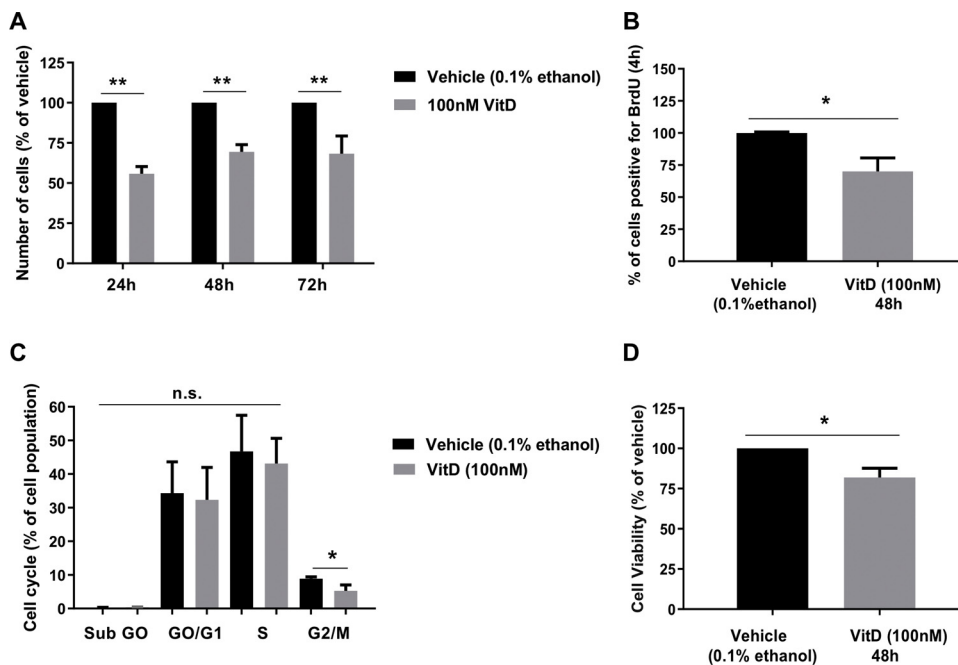 A
Number of cells (% of vehicle)
125
100
75
50
25
0
**
**
**
24h
48h
72h
Vehicle (0.1% ethanol)
100nM VitD
B
% of cells positive for BrdU (4h)
150
125
100
75
50
25
0
*
Vehicle
(0.1%ethanol)
VitD (100nM)
48h
C
Cell cycle (% of cell population)
60
50
40
30
20
10
0
n.s.
*
Sub GO
GO/G1
S
G2/M
Vehicle (0.1% ethanol)
VitD (100nM)
D
Cell Viability (% of vehicle)
125
100
75
50
25
0
*
Vehicle
(0.1% ethanol)
VitD (100nM)
48h